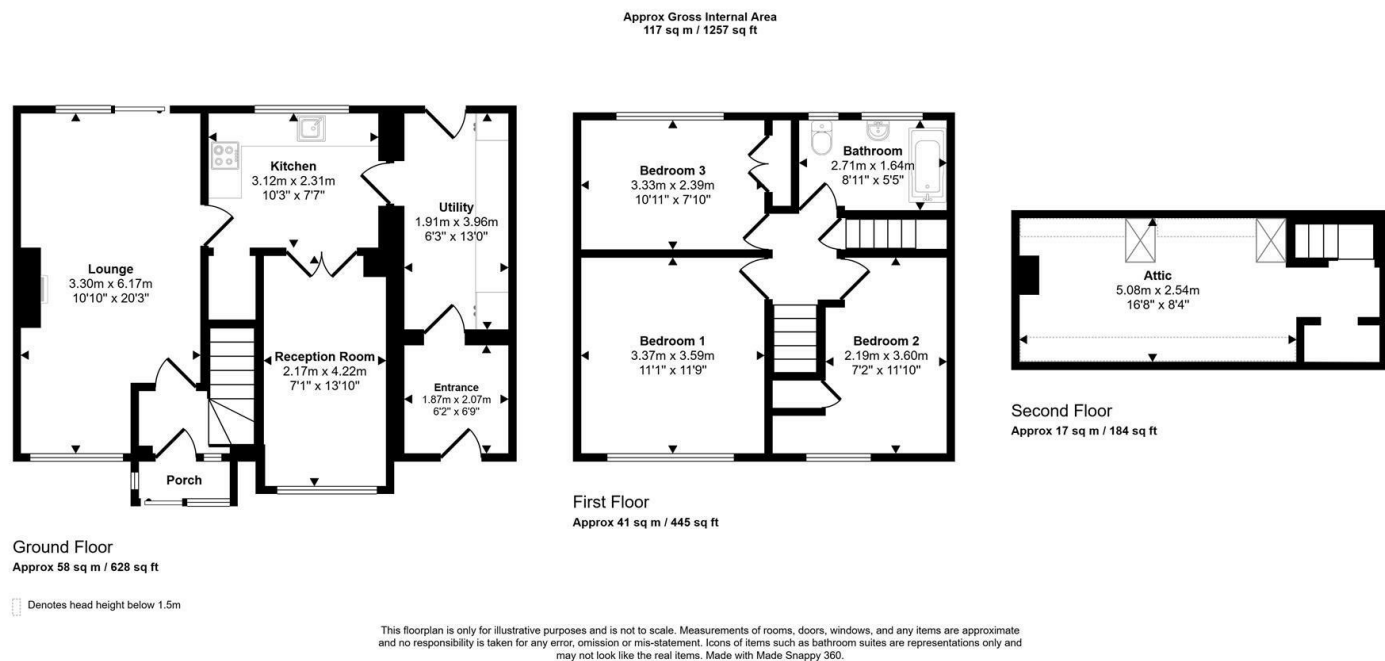 Approx Gross Internal Area
117 sq m / 1257 sq ft
Kitchen
3.12m x 2.31m
10'3" x 7'7"
Utility
1.91m x 3.96m
6'3" x 13'0"
Lounge
3.30m x 6.17m
10'10" x 20'3"
Reception Room
2.17m x 4.22m
7'1" x 13'10"
Entrance
1.87m x 2.07m
6'2" x 6'9"
Porch
Ground Floor
Approx 58 sq m / 628 sq ft
Denotes head height below 1.5m
Bedroom 3
3.33m x 2.39m
10'11" x 7'10"
Bathroom
2.71m x 1.64m
8'11" x 5'5"
Bedroom 1
3.37m x 3.59m
11'1" x 11'9"
Bedroom 2
2.19m x 3.60m
7'2" x 11'10"
First Floor
Approx 41 sq m / 445 sq ft
Attic
5.08m x 2.54m
16'8" x 8'4"
Second Floor
Approx 17 sq m / 184 sq ft
This floorplan is only for illustrative purposes and is not to scale. Measurements of rooms, doors, windows, and any items are approximate
and no responsibility is taken for any error, omission or mis-statement. Icons of items such as bathroom suites are representations only and
may not look like the real items. Made with Made Snappy 360.